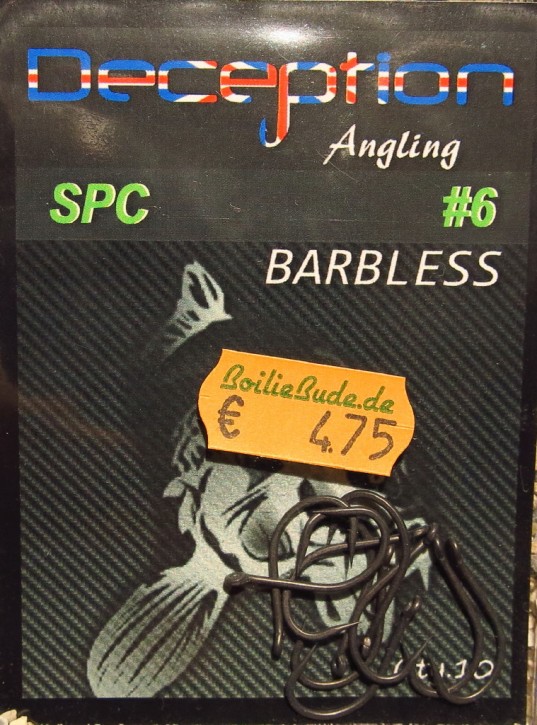 Deception
Angling
SPC #6
BARBLESS
BoilieBude.de
€ 4.75